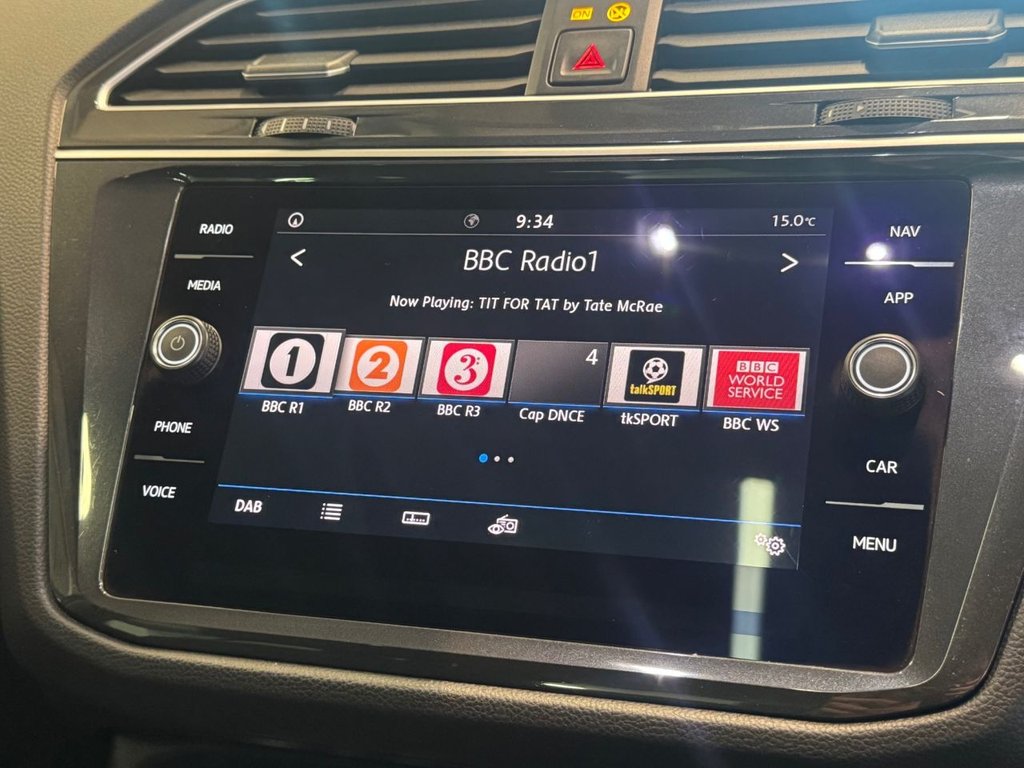 ON
RADIO
MEDIA
PHONE
VOICE
9:34
15.0°C
< BBC Radio1 >
Now Playing: TIT FOR TAT by Tate McRae
1
2
3
4
talkSPORT
BBC
WORLD
SERVICE
BBC R1
BBC R2
BBC R3
Cap DNCE
tkSPORT
BBC WS
DAB
NAV
APP
CAR
MENU